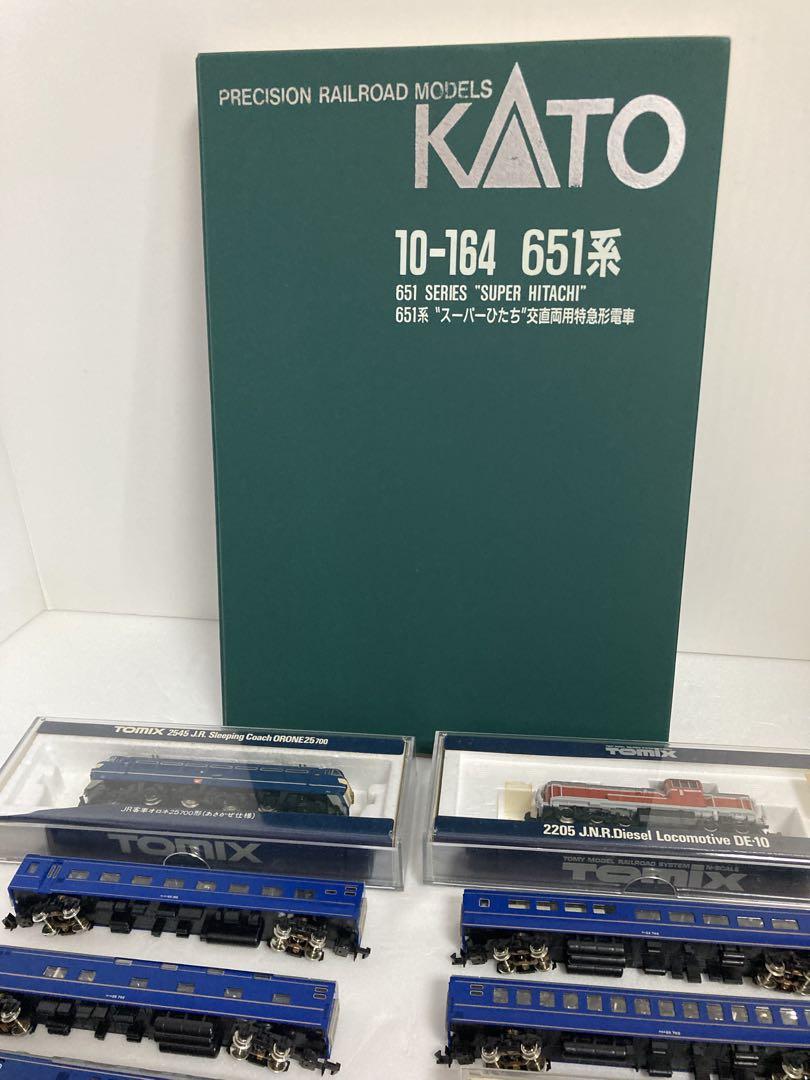 PRECISION RAILROAD MODELS
KATO
10-164 651系
651 SERIES "SUPER HITACHI"
651系 "スーパーひたち"交直両用特急形電車
TOMIX 2545 J.R. Sleeping Coach ORONE25 700
JR客車オロネ25700形(あさかぜ仕様)
TOMIX
TOMIX
2205 J.N.R.Diesel Locomotive DE-10
TOMY MODEL RAILROAD SYSTEM N-SCALE
TOMIX